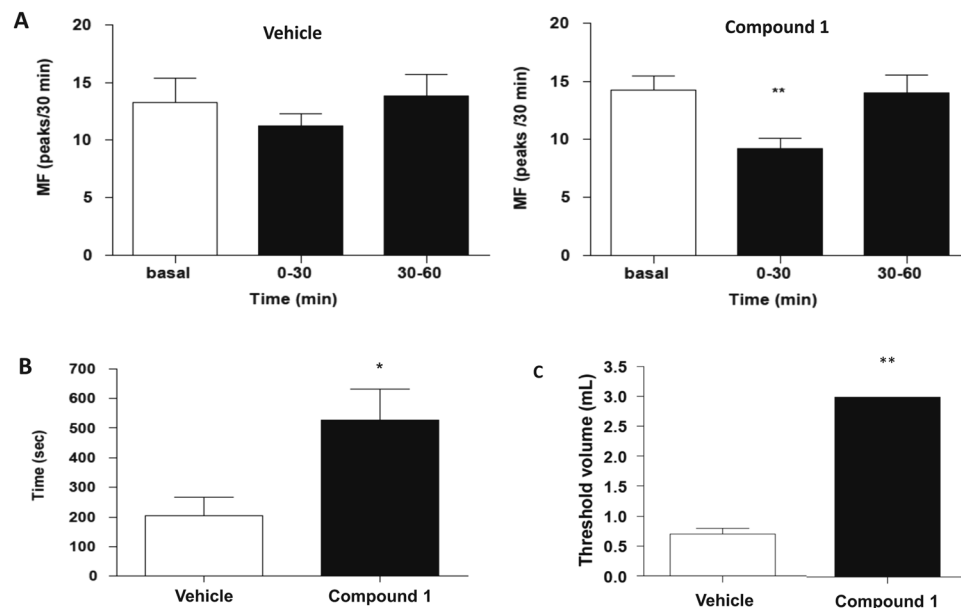 A
Vehicle
MF (peaks/30 min)
20
15
10
5
0
basal 0-30 30-60
Time (min)
Compound 1
MF (peaks /30 min)
20
15
10
5
0
**
basal 0-30 30-60
Time (min)
B
Time (sec)
700
600
500
400
300
200
100
0
*
Vehicle Compound 1
C
Threshold volume (mL)
3.5
3.0
2.5
2.0
1.5
1.0
0.5
0.0
**
Vehicle Compound 1